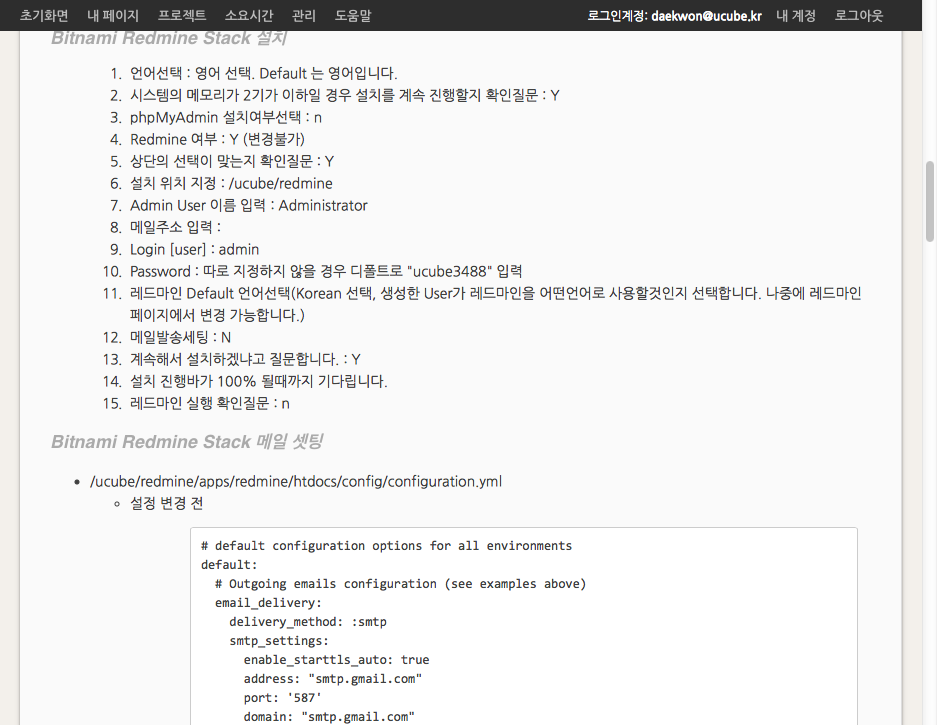 초기화면 내 페이지 프로젝트 소요시간 관리 도움말 로그인계정: daekwon@ucube.kr 내 계정 로그아웃
Bitnami Redmine Stack 설치
1. 언어선택 : 영어 선택. Default 는 영어입니다.
2. 시스템의 메모리가 2기가 이하일 경우 설치를 계속 진행할지 확인질문 : Y
3. phpMyAdmin 설치여부선택 : n
4. Redmine 여부 : Y (변경불가)
5. 상단의 선택이 맞는지 확인질문 : Y
6. 설치 위치 지정 : /ucube/redmine
7. Admin User 이름 입력 : Administrator
8. 메일주소 입력 :
9. Login [user] : admin
10. Password : 따로 지정하지 않을 경우 디폴트로 "ucube3488" 입력
11. 레드마인 Default 언어선택(Korean 선택, 생성한 User가 레드마인을 어떤언어로 사용할것인지 선택합니다. 나중에 레드마인
페이지에서 변경 가능합니다.)
12. 메일발송세팅 : N
13. 계속해서 설치하겠냐고 질문합니다. : Y
14. 설치 진행바가 100% 될때까지 기다립니다.
15. 레드마인 실행 확인질문 : n
Bitnami Redmine Stack 메일 셋팅
• /ucube/redmine/apps/redmine/htdocs/config/configuration.yml
◦ 설정 변경 전
# default configuration options for all environments
default:
  # Outgoing emails configuration (see examples above)
  email_delivery:
    delivery_method: :smtp
    smtp_settings:
      enable_starttls_auto: true
      address: "smtp.gmail.com"
      port: '587'
      domain: "smtp.gmail.com"